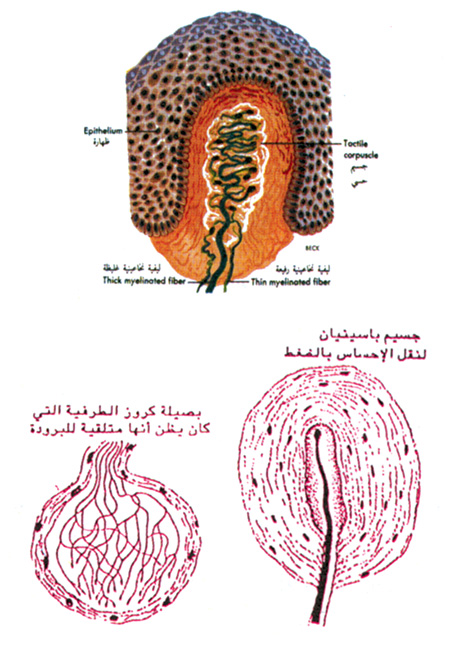 Epithelium
ظهارة
Tactile
corpuscle
جسيم
حسي
BECK
ليفية نخاعينية غليظة
Thick myelinated fiber
ليفية نخاعينية رفيعة
Thin myelinated fiber
جسيم باسينيان
لنقل الإحساس بالضغط
بصيلة كروز الطرفية التي
كان يظن أنها متلقية للبرودة